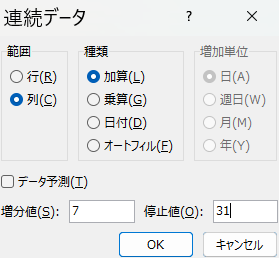 連続データ
範囲
行(R)
列(C)
種類
加算(L)
乗算(G)
日付(D)
オートフィル(F)
増加単位
日(A)
週日(W)
月(M)
年(Y)
データ予測(T)
増分値(S): 7 停止値(O): 31
OK キャンセル